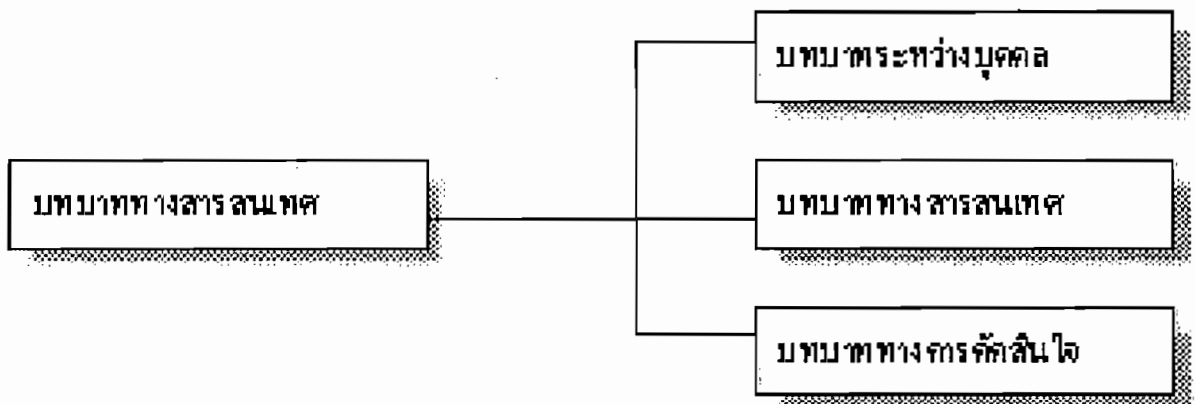 บทบาททางสารสนเทศ
บทบาทระหว่างบุคคล
บทบาททางสารสนเทศ
บทบาททางการตัดสินใจ